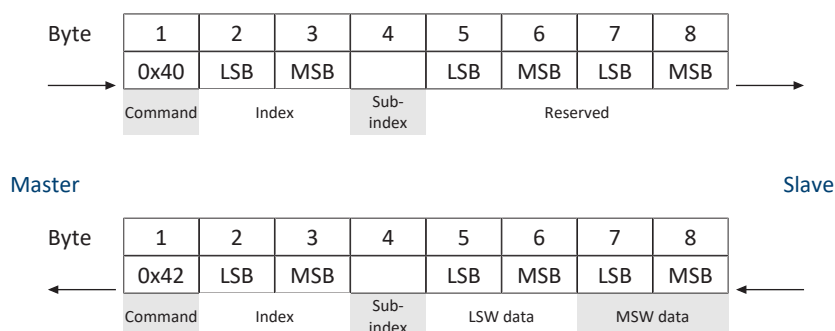 Byte 1 2 3 4 5 6 7 8
0x40 LSB MSB LSB MSB LSB MSB
Command Index Sub-
index Reserved
Master Slave
Byte 1 2 3 4 5 6 7 8
0x42 LSB MSB LSB MSB LSB MSB
Command Index Sub-
index LSW data MSW data